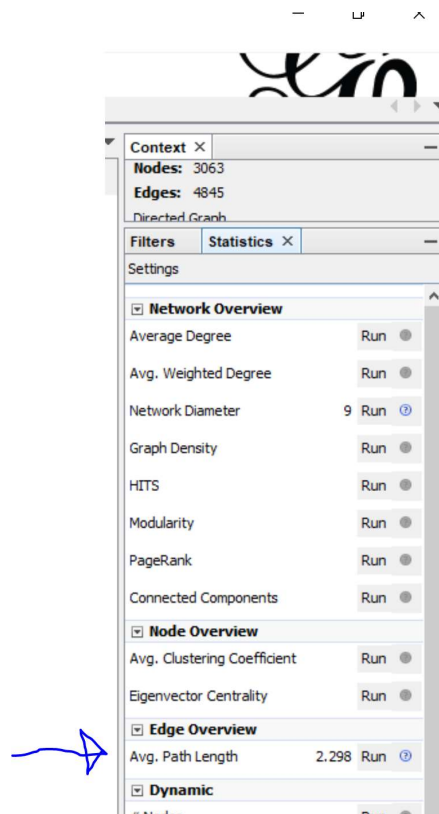 Context
Nodes: 3063
Edges: 4845
Directed Graph
Filters Statistics
Settings
Network Overview
Average Degree Run
Avg. Weighted Degree Run
Network Diameter 9 Run
Graph Density Run
HITS Run
Modularity Run
PageRank Run
Connected Components Run
Node Overview
Avg. Clustering Coefficient Run
Eigenvector Centrality Run
Edge Overview
Avg. Path Length 2.298 Run
Dynamic